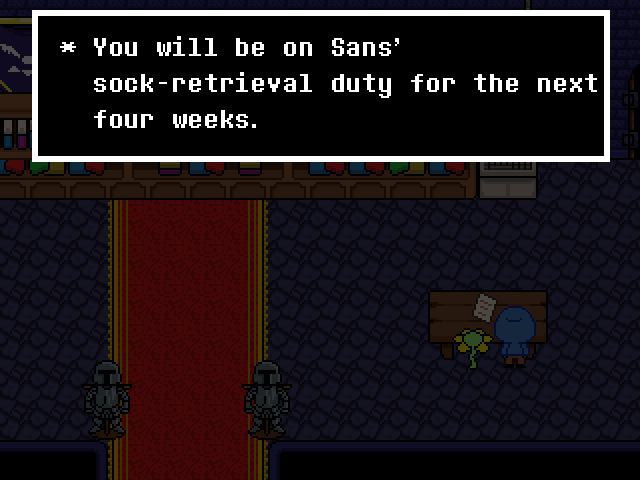 * You will be on Sans’
sock-retrieval duty for the next
four weeks.